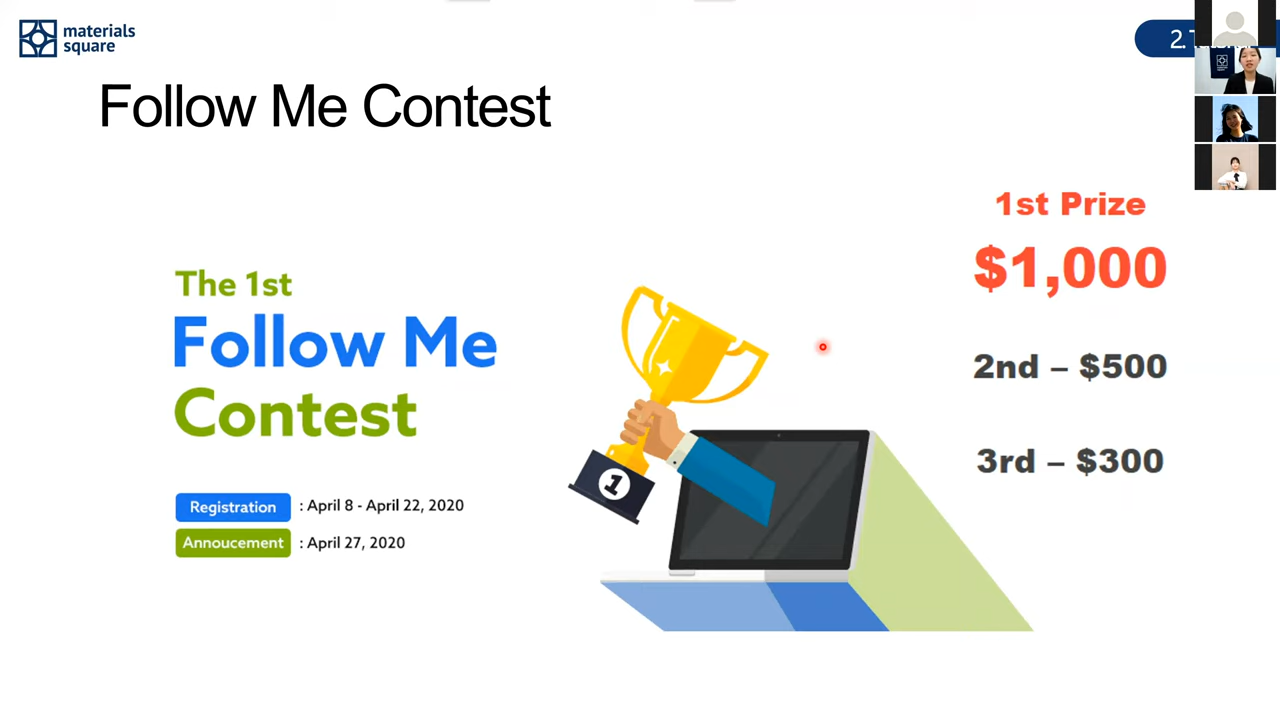 materials
square
2.
Follow Me Contest
1st Prize
$1,000
The 1st
Follow Me
Contest
2nd – $500
3rd – $300
1
Registration : April 8 - April 22, 2020
Annoucement : April 27, 2020